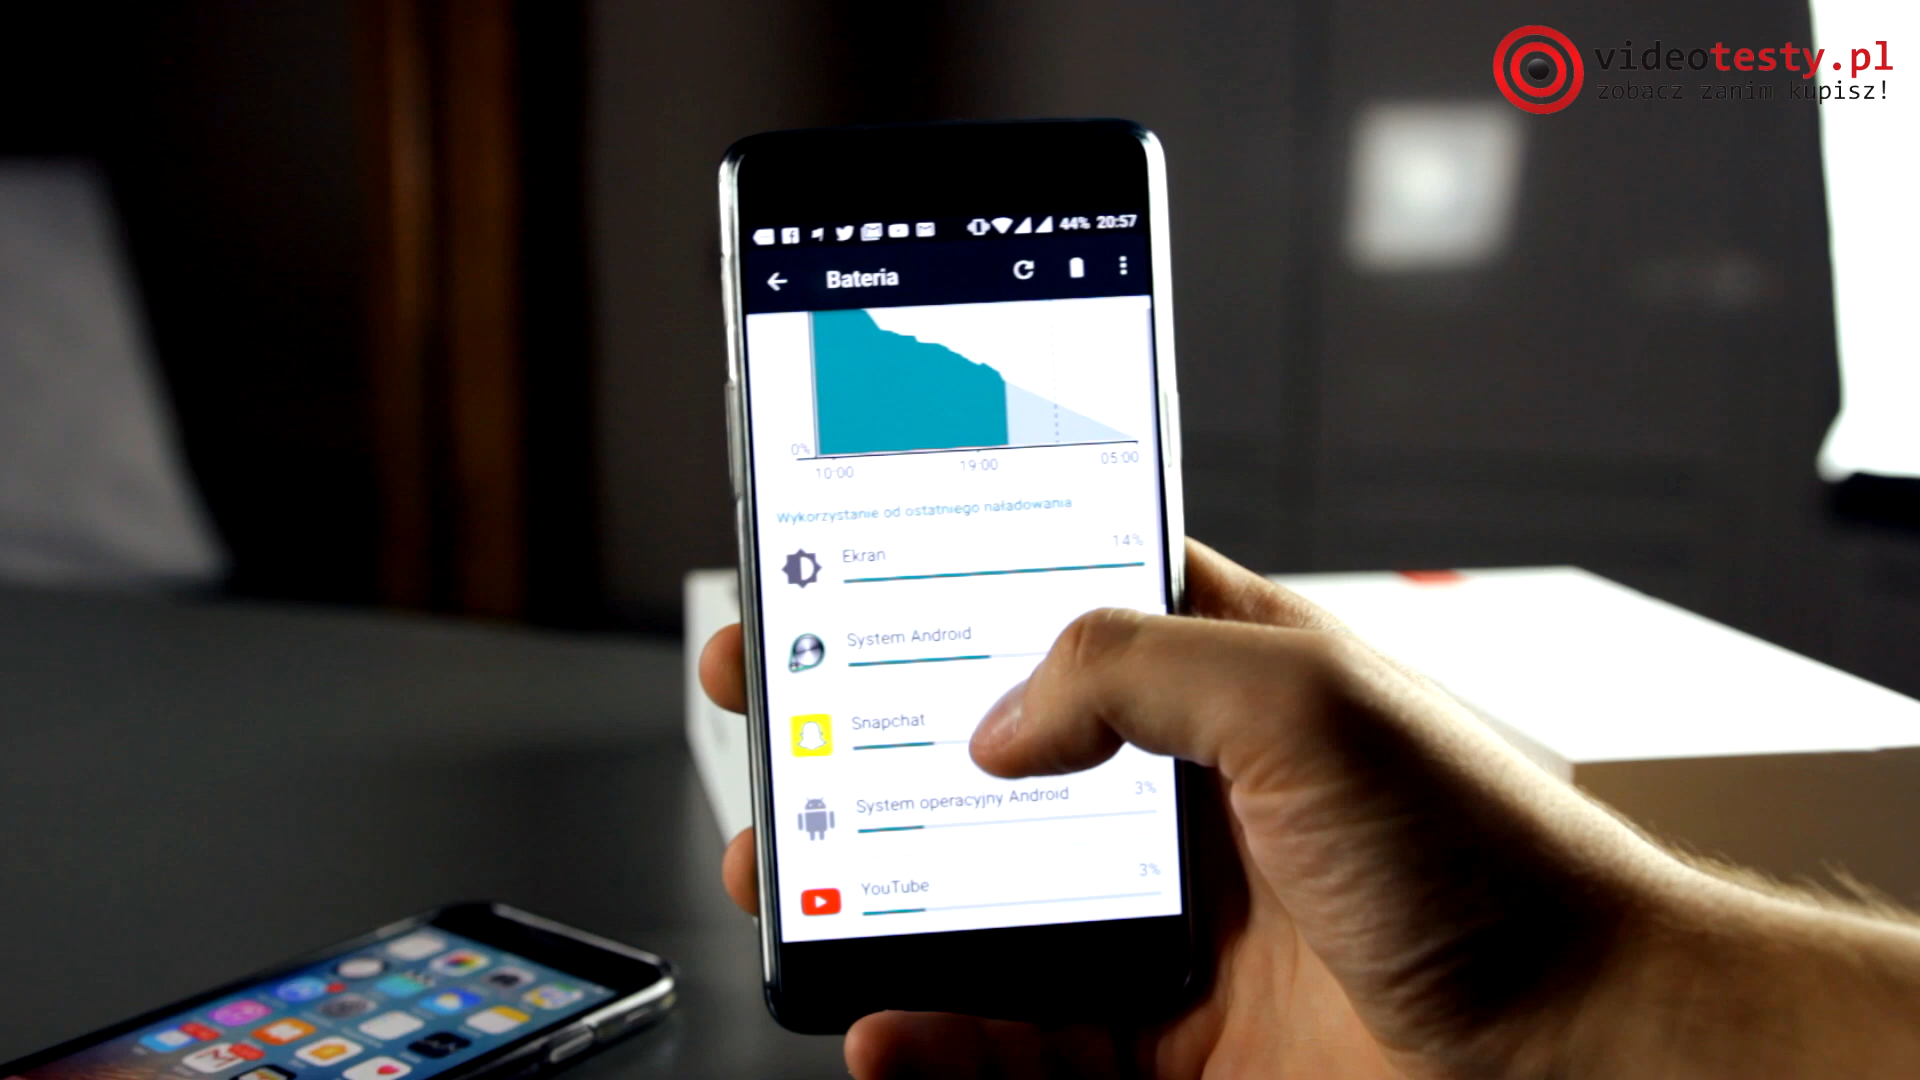 videotesty.pl
zobacz zanim kupisz!
44% 20:57
Bateria
0%
10:00 19:00 05:00
Wykorzystanie od ostatniego naładowania
Ekran 14%
System Android
Snapchat
System operacyjny Android 3%
YouTube 3%